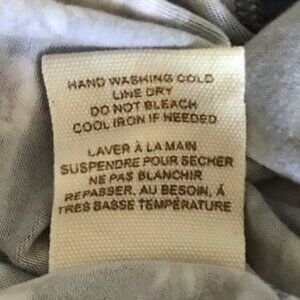 HAND WASHING COLD
LINE DRY
DO NOT BLEACH
COOL IRON IF NEEDED
LAVER À LA MAIN
SUSPENDRE POUR SÉCHER
NE PAS BLANCHIR
REPASSER, AU BESOIN, Á
TRES BASSE TEMPÉRATURE